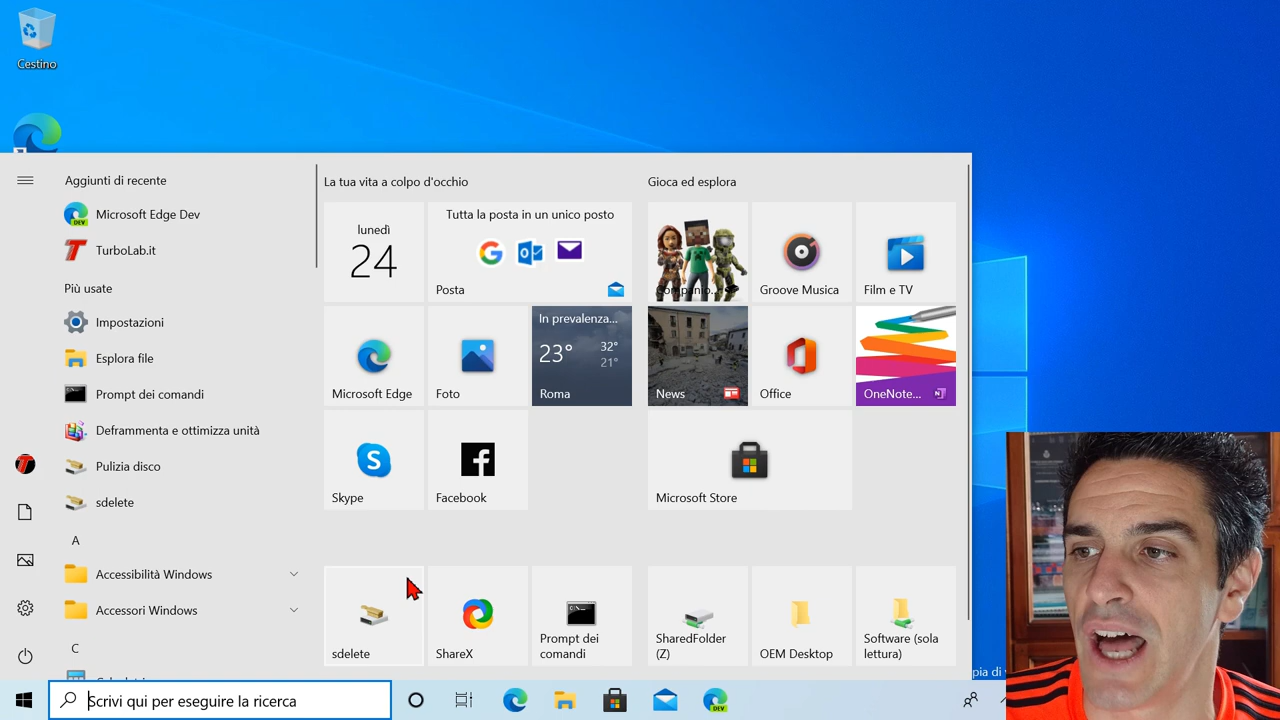 Cestino
Aggiunti di recente
Microsoft Edge Dev
TurboLab.it
Più usate
Impostazioni
Esplora file
Prompt dei comandi
Deframmenta e ottimizza unità
Pulizia disco
sdelete
A
Accessibilità Windows
Accessori Windows
C
La tua vita a colpo d'occhio
lunedì
24
Tutta la posta in un unico posto
Posta
Microsoft Edge
Foto
In prevalenza...
23°
32°
21°
Roma
Skype
Facebook
Gioca ed esplora
Groove Musica
Film e TV
News
Office
OneNote...
Microsoft Store
sdelete
ShareX
Prompt dei
comandi
SharedFolder
(Z)
OEM Desktop
Software (sola
lettura)
Scrivi qui per eseguire la ricerca
DEV
DEV